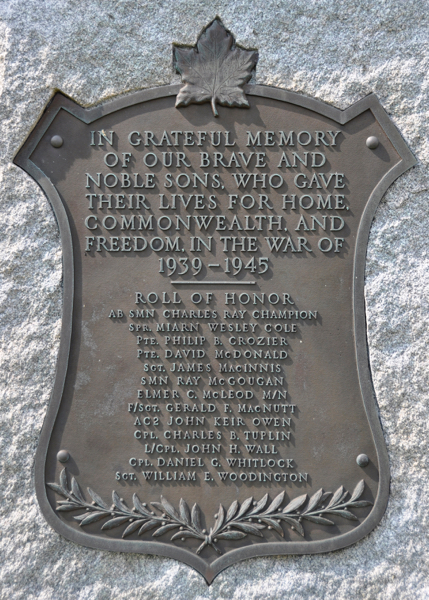 IN GRATEFUL MEMORY
OF OUR BRAVE AND
NOBLE SONS, WHO GAVE
THEIR LIVES FOR HOME,
COMMONWEALTH, AND
FREEDOM, IN THE WAR OF
1939–1945
ROLL OF HONOR
AB SMN CHARLES RAY CHAMPION
SPR. MIARN WESLEY COLE
PTE. PHILIP B. CROZIER
PTE. DAVID McDONALD
SGT. JAMES MACINNIS
SMN RAY McGOUGAN
ELMER C. McLEOD M/N
F/SGT. GERALD F. MACNUTT
AC2 JOHN KEIR OWEN
CPL. CHARLES B. TUPLIN
L/CPL. JOHN H. WALL
CPL. DANIEL G. WHITLOCK
SGT. WILLIAM E. WOODINGTON